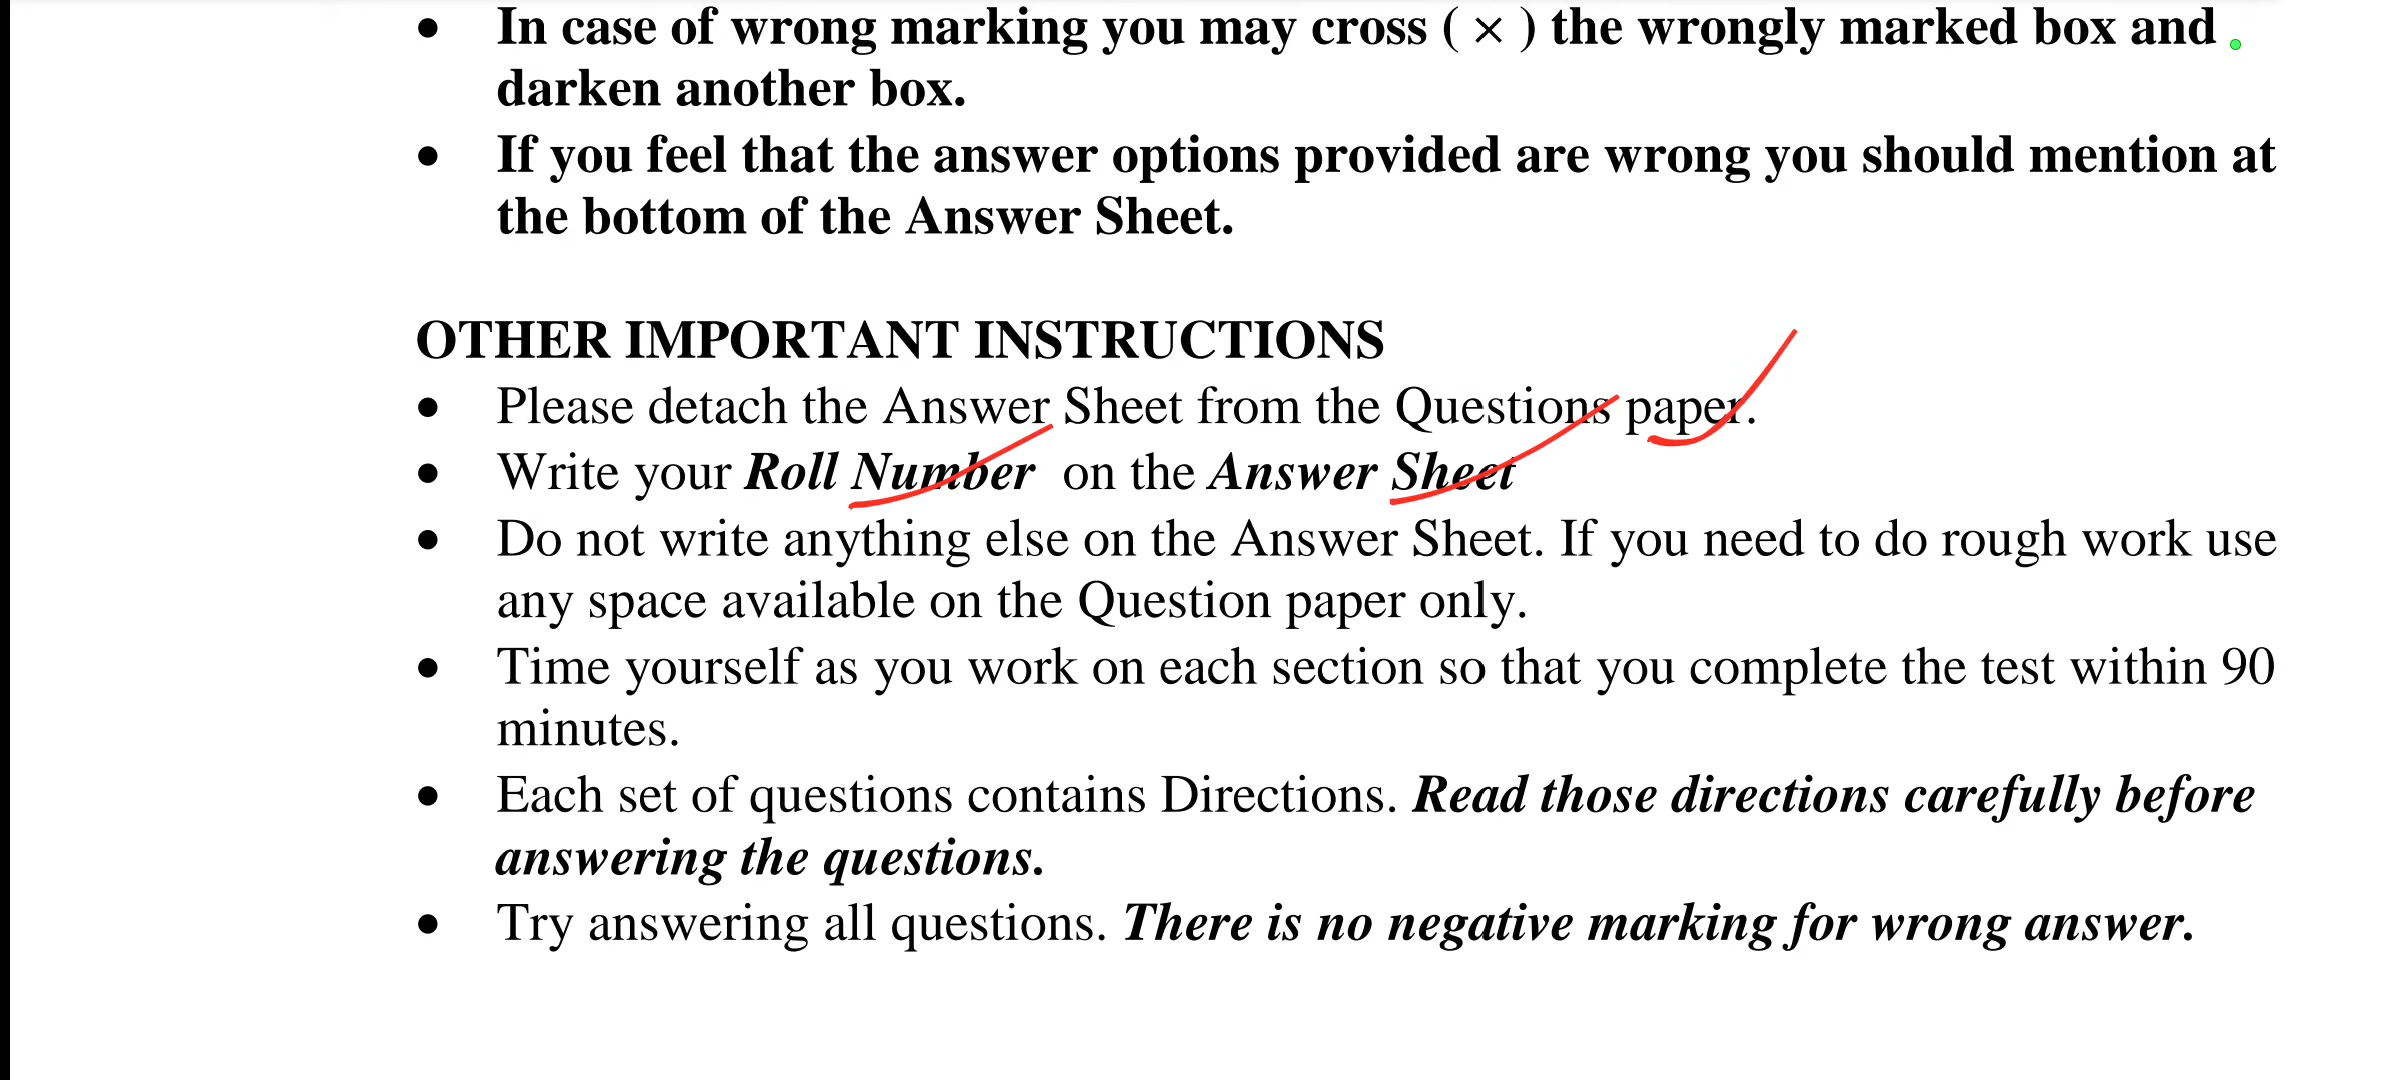 • In case of wrong marking you may cross ( × ) the wrongly marked box and
darken another box.
• If you feel that the answer options provided are wrong you should mention at
the bottom of the Answer Sheet.
OTHER IMPORTANT INSTRUCTIONS
• Please detach the Answer Sheet from the Questions paper.
• Write your Roll Number on the Answer Sheet
• Do not write anything else on the Answer Sheet. If you need to do rough work use
any space available on the Question paper only.
• Time yourself as you work on each section so that you complete the test within 90
minutes.
• Each set of questions contains Directions. Read those directions carefully before
answering the questions.
• Try answering all questions. There is no negative marking for wrong answer.